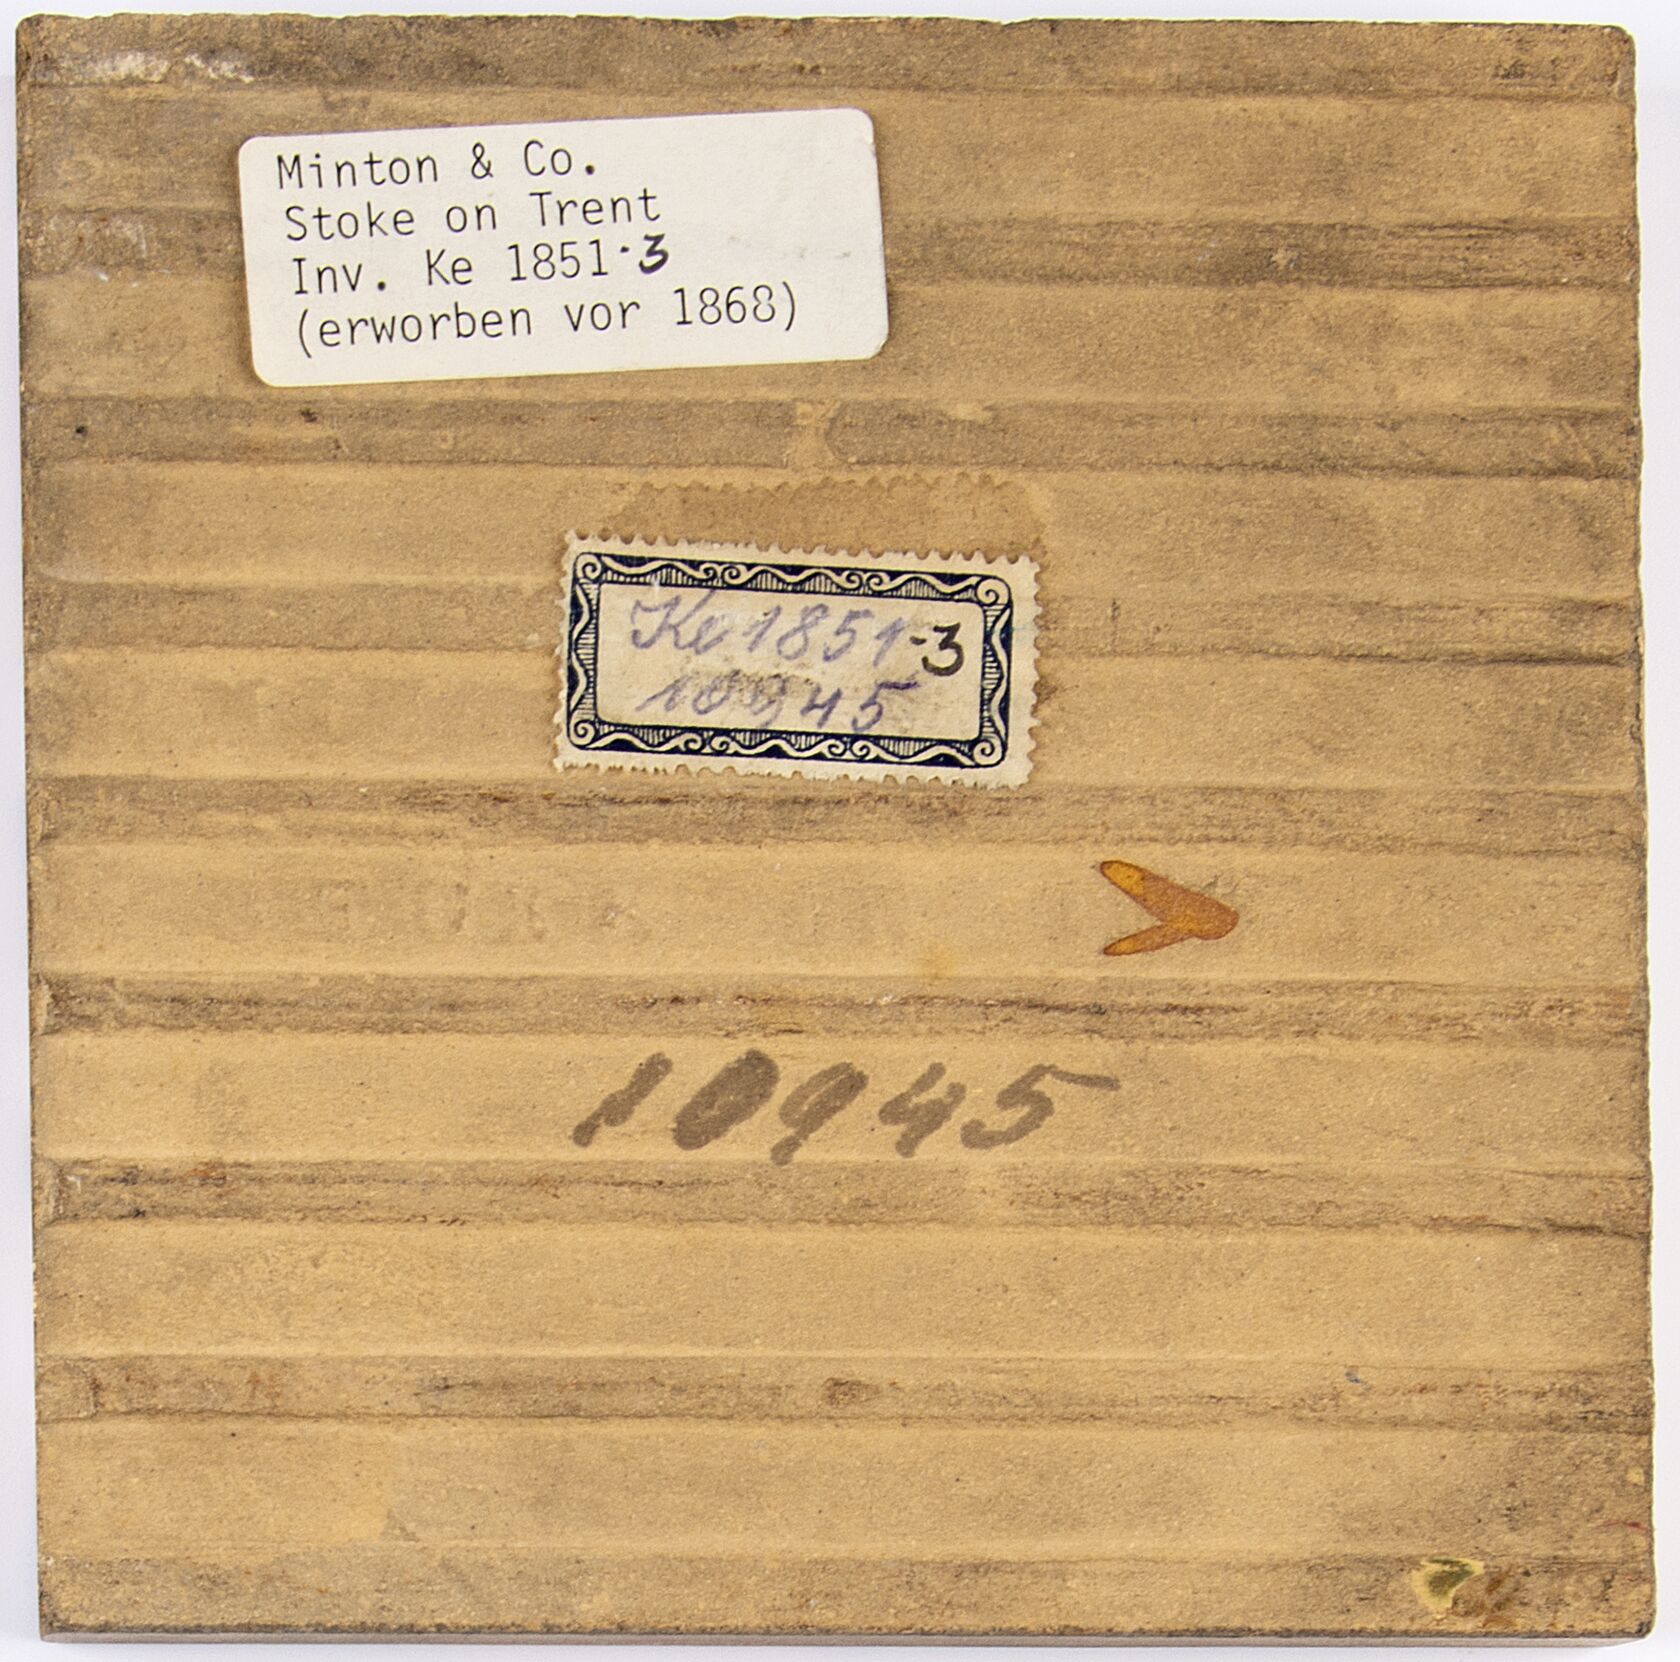 Minton & Co.
Stoke on Trent
Inv. Ke 1851·3
(erworben vor 1868)
Ke 1851-3
10945
10945